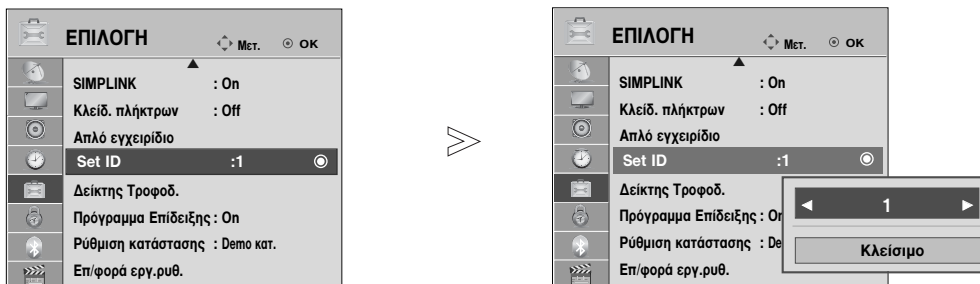 ΕΠΙΛΟΓΗ Μετ. OK
SIMPLINK : On
Κλείδ. πλήκτρων : Off
Απλό εγχειρίδιο
Set ID :1
Δείκτης Τροφοδ.
Πρόγραμμα Επίδειξης : On
Ρύθμιση κατάστασης : Demo κατ.
Επ/φορά εργ.ρυθ.
ΕΠΙΛΟΓΗ Μετ. OK
SIMPLINK : On
Κλείδ. πλήκτρων : Off
Απλό εγχειρίδιο
Set ID :1
Δείκτης Τροφοδ.
Πρόγραμμα Επίδειξης : On
Ρύθμιση κατάστασης : De
Επ/φορά εργ.ρυθ.
◄ 1 ►
Κλείσιμο